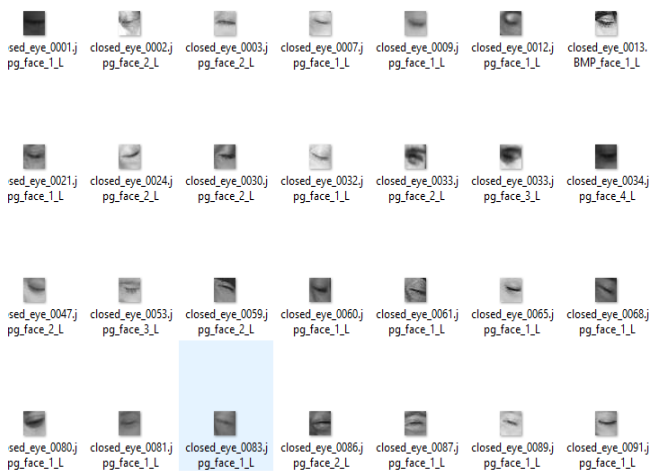 sed_eye_0001.j closed_eye_0002.j closed_eye_0003.j closed_eye_0007.j closed_eye_0009.j closed_eye_0012.j closed_eye_0013.
pg_face_1_L pg_face_2_L pg_face_2_L pg_face_1_L pg_face_1_L pg_face_1_L BMP_face_1_L
sed_eye_0021.j closed_eye_0024.j closed_eye_0030.j closed_eye_0032.j closed_eye_0033.j closed_eye_0033.j closed_eye_0034.j
pg_face_1_L pg_face_2_L pg_face_2_L pg_face_1_L pg_face_2_L pg_face_3_L pg_face_4_L
sed_eye_0047.j closed_eye_0053.j closed_eye_0059.j closed_eye_0060.j closed_eye_0061.j closed_eye_0065.j closed_eye_0068.j
pg_face_2_L pg_face_3_L pg_face_2_L pg_face_1_L pg_face_1_L pg_face_1_L pg_face_1_L
sed_eye_0080.j closed_eye_0081.j closed_eye_0083.j closed_eye_0086.j closed_eye_0087.j closed_eye_0089.j closed_eye_0091.j
pg_face_1_L pg_face_1_L pg_face_1_L pg_face_2_L pg_face_1_L pg_face_1_L pg_face_1_L